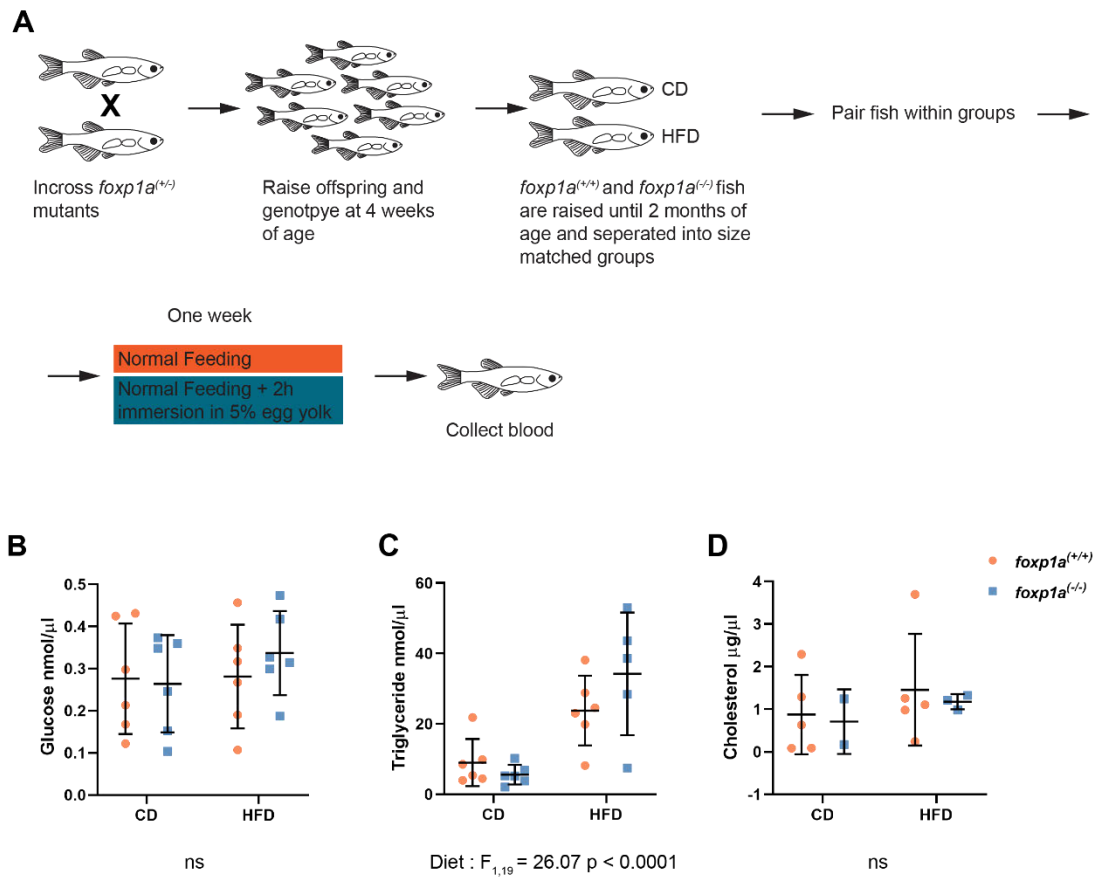 A
X
CD
HFD
Pair fish within groups
Incross foxp1a(+/-)
mutants
Raise offspring and
genotpye at 4 weeks
of age
foxp1a(+/+) and foxp1a(-/-) fish
are raised until 2 months of
age and seperated into size
matched groups
One week
Normal Feeding
Normal Feeding + 2h
immersion in 5% egg yolk
Collect blood
B
Glucose nmol/µl
0.5
0.4
0.3
0.2
0.1
0.0
CD
HFD
ns
C
Triglyceride nmol/µl
60
40
20
0
CD
HFD
Diet : F1,19 = 26.07 p < 0.0001
D
Cholesterol µg/µl
4
3
2
1
0
-1
CD
HFD
ns
foxp1a(+/+)
foxp1a(-/-)